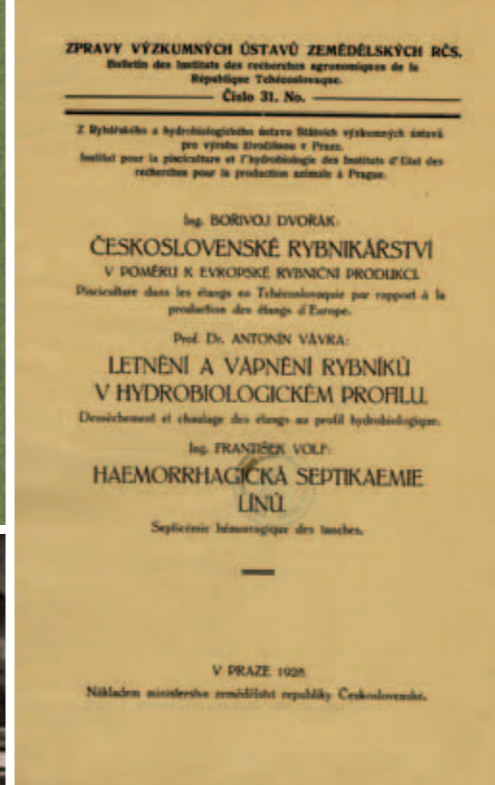 ZPRAVY VÝZKUMNÝCH ÚSTAVŮ ZEMĚDĚLSKÝCH RČS.
Bulletin des Instituts des recherches agronomiques de la
République Tchécoslovaque.
Číslo 31. No.
Z Rybářského a hydrobiologického ústavu Státních výzkumných ústavů
pro výrobu živočišnou v Praze.
Institut pour la pisciculture et l'hydrobiologie des Instituts d'Etat des
recherches pour la production animale à Prague.
Ing. BOŘIVOJ DVOŘÁK:
ČESKOSLOVENSKÉ RYBNIKÁŘSTVÍ
V POMĚRU K EVROPSKÉ RYBNIČNÍ PRODUKCI.
Pisciculture dans les étangs en Tchécoslovaquie par rapport à la
production des étangs d'Europe.
Prof. Dr. ANTONÍN VÁVRA:
LETNĚNÍ A VÁPNĚNÍ RYBNÍKŮ
V HYDROBIOLOGICKÉM PROFILU.
Dessèchement et chaulage des étangs au profil hydrobiologique.
Ing. FRANTIŠEK VOLF:
HAEMORRHAGICKÁ SEPTIKAEMIE
LÍNŮ.
Septicémie hémorragique des tanches.
V PRAZE 1928
Nákladem ministerstva zemědělství republiky Československé.